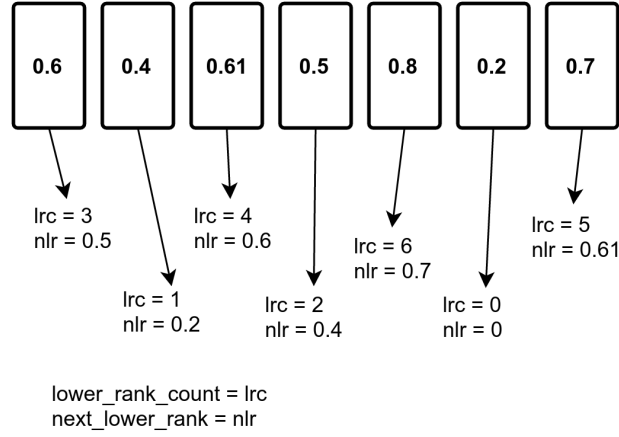 0.6 0.4 0.61 0.5 0.8 0.2 0.7
lrc = 3
nlr = 0.5
lrc = 1
nlr = 0.2
lrc = 4
nlr = 0.6
lrc = 2
nlr = 0.4
lrc = 6
nlr = 0.7
lrc = 0
nlr = 0
lrc = 5
nlr = 0.61
lower_rank_count = lrc
next_lower_rank = nlr